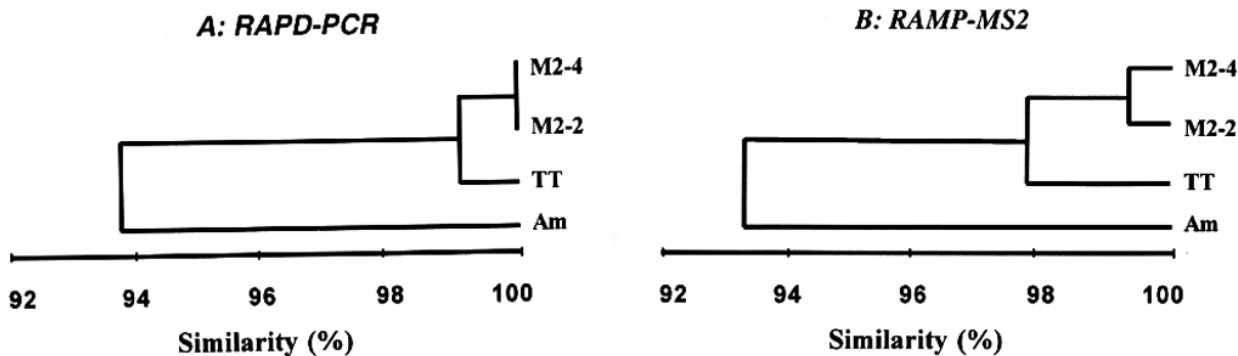 A: RAPD-PCR
M2-4
M2-2
TT
Am
92 94 96 98 100
Similarity (%)
B: RAMP-MS2
M2-4
M2-2
TT
Am
92 94 96 98 100
Similarity (%)